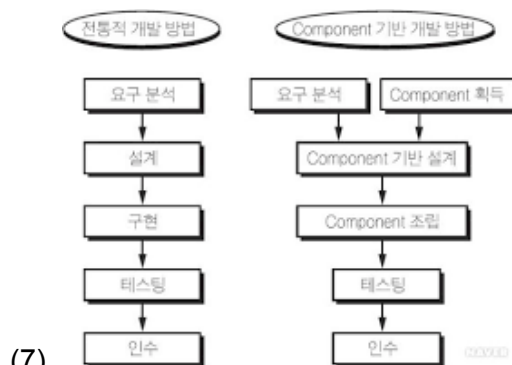 전통적 개발 방법
Component 기반 개발 방법
요구 분석
설계
구현
테스팅
인수
요구 분석
Component 획득
Component 기반 설계
Component 조립
테스팅
인수
(7)
NAVER